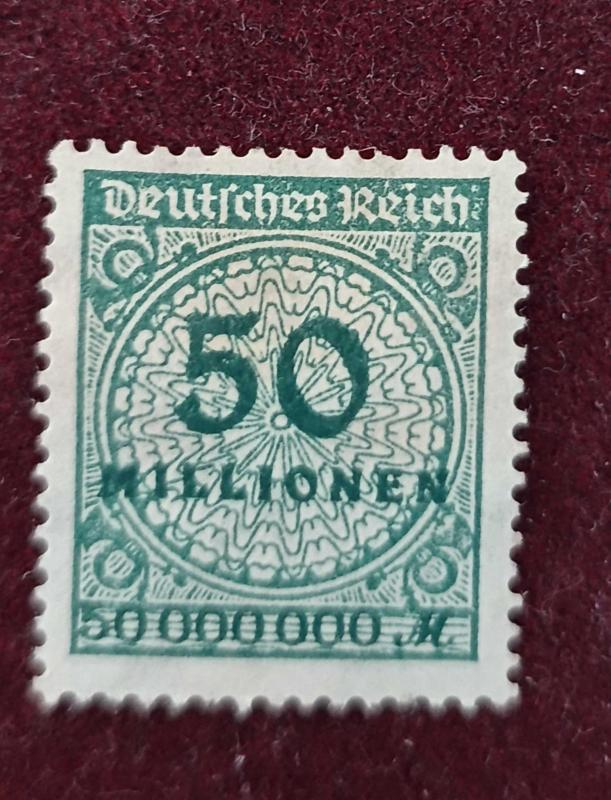 Deutsches Reich
50
MILLIONEN
50 000 000 M.